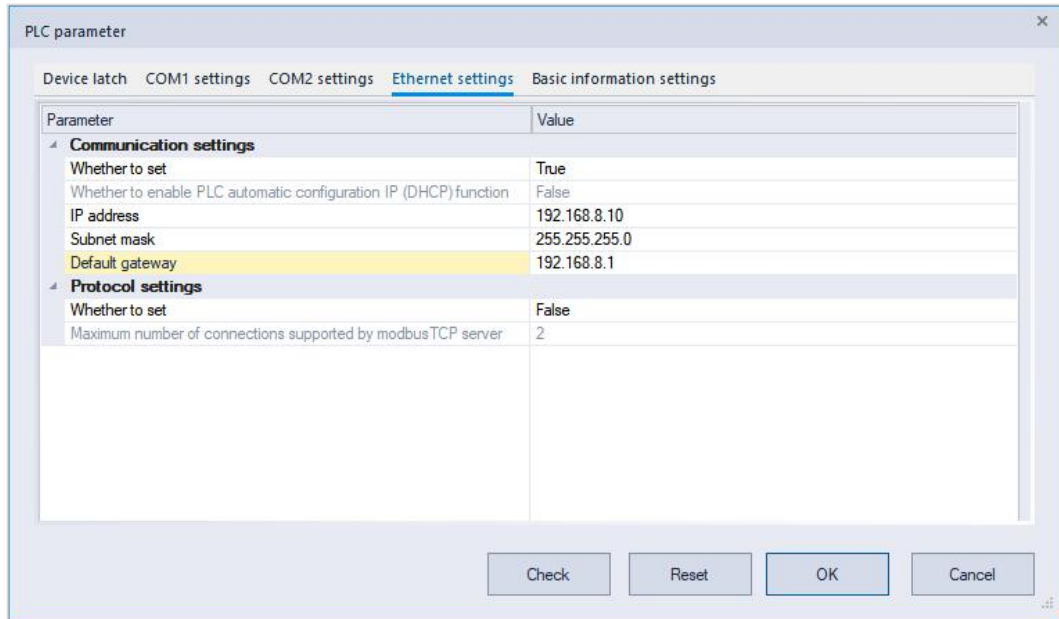 PLC parameter
Device latch COM1 settings COM2 settings Ethernet settings Basic information settings
Parameter Value
Communication settings
Whether to set True
Whether to enable PLC automatic configuration IP (DHCP) function False
IP address 192.168.8.10
Subnet mask 255.255.255.0
Default gateway 192.168.8.1
Protocol settings
Whether to set False
Maximum number of connections supported by modbusTCP server 2
Check Reset OK Cancel